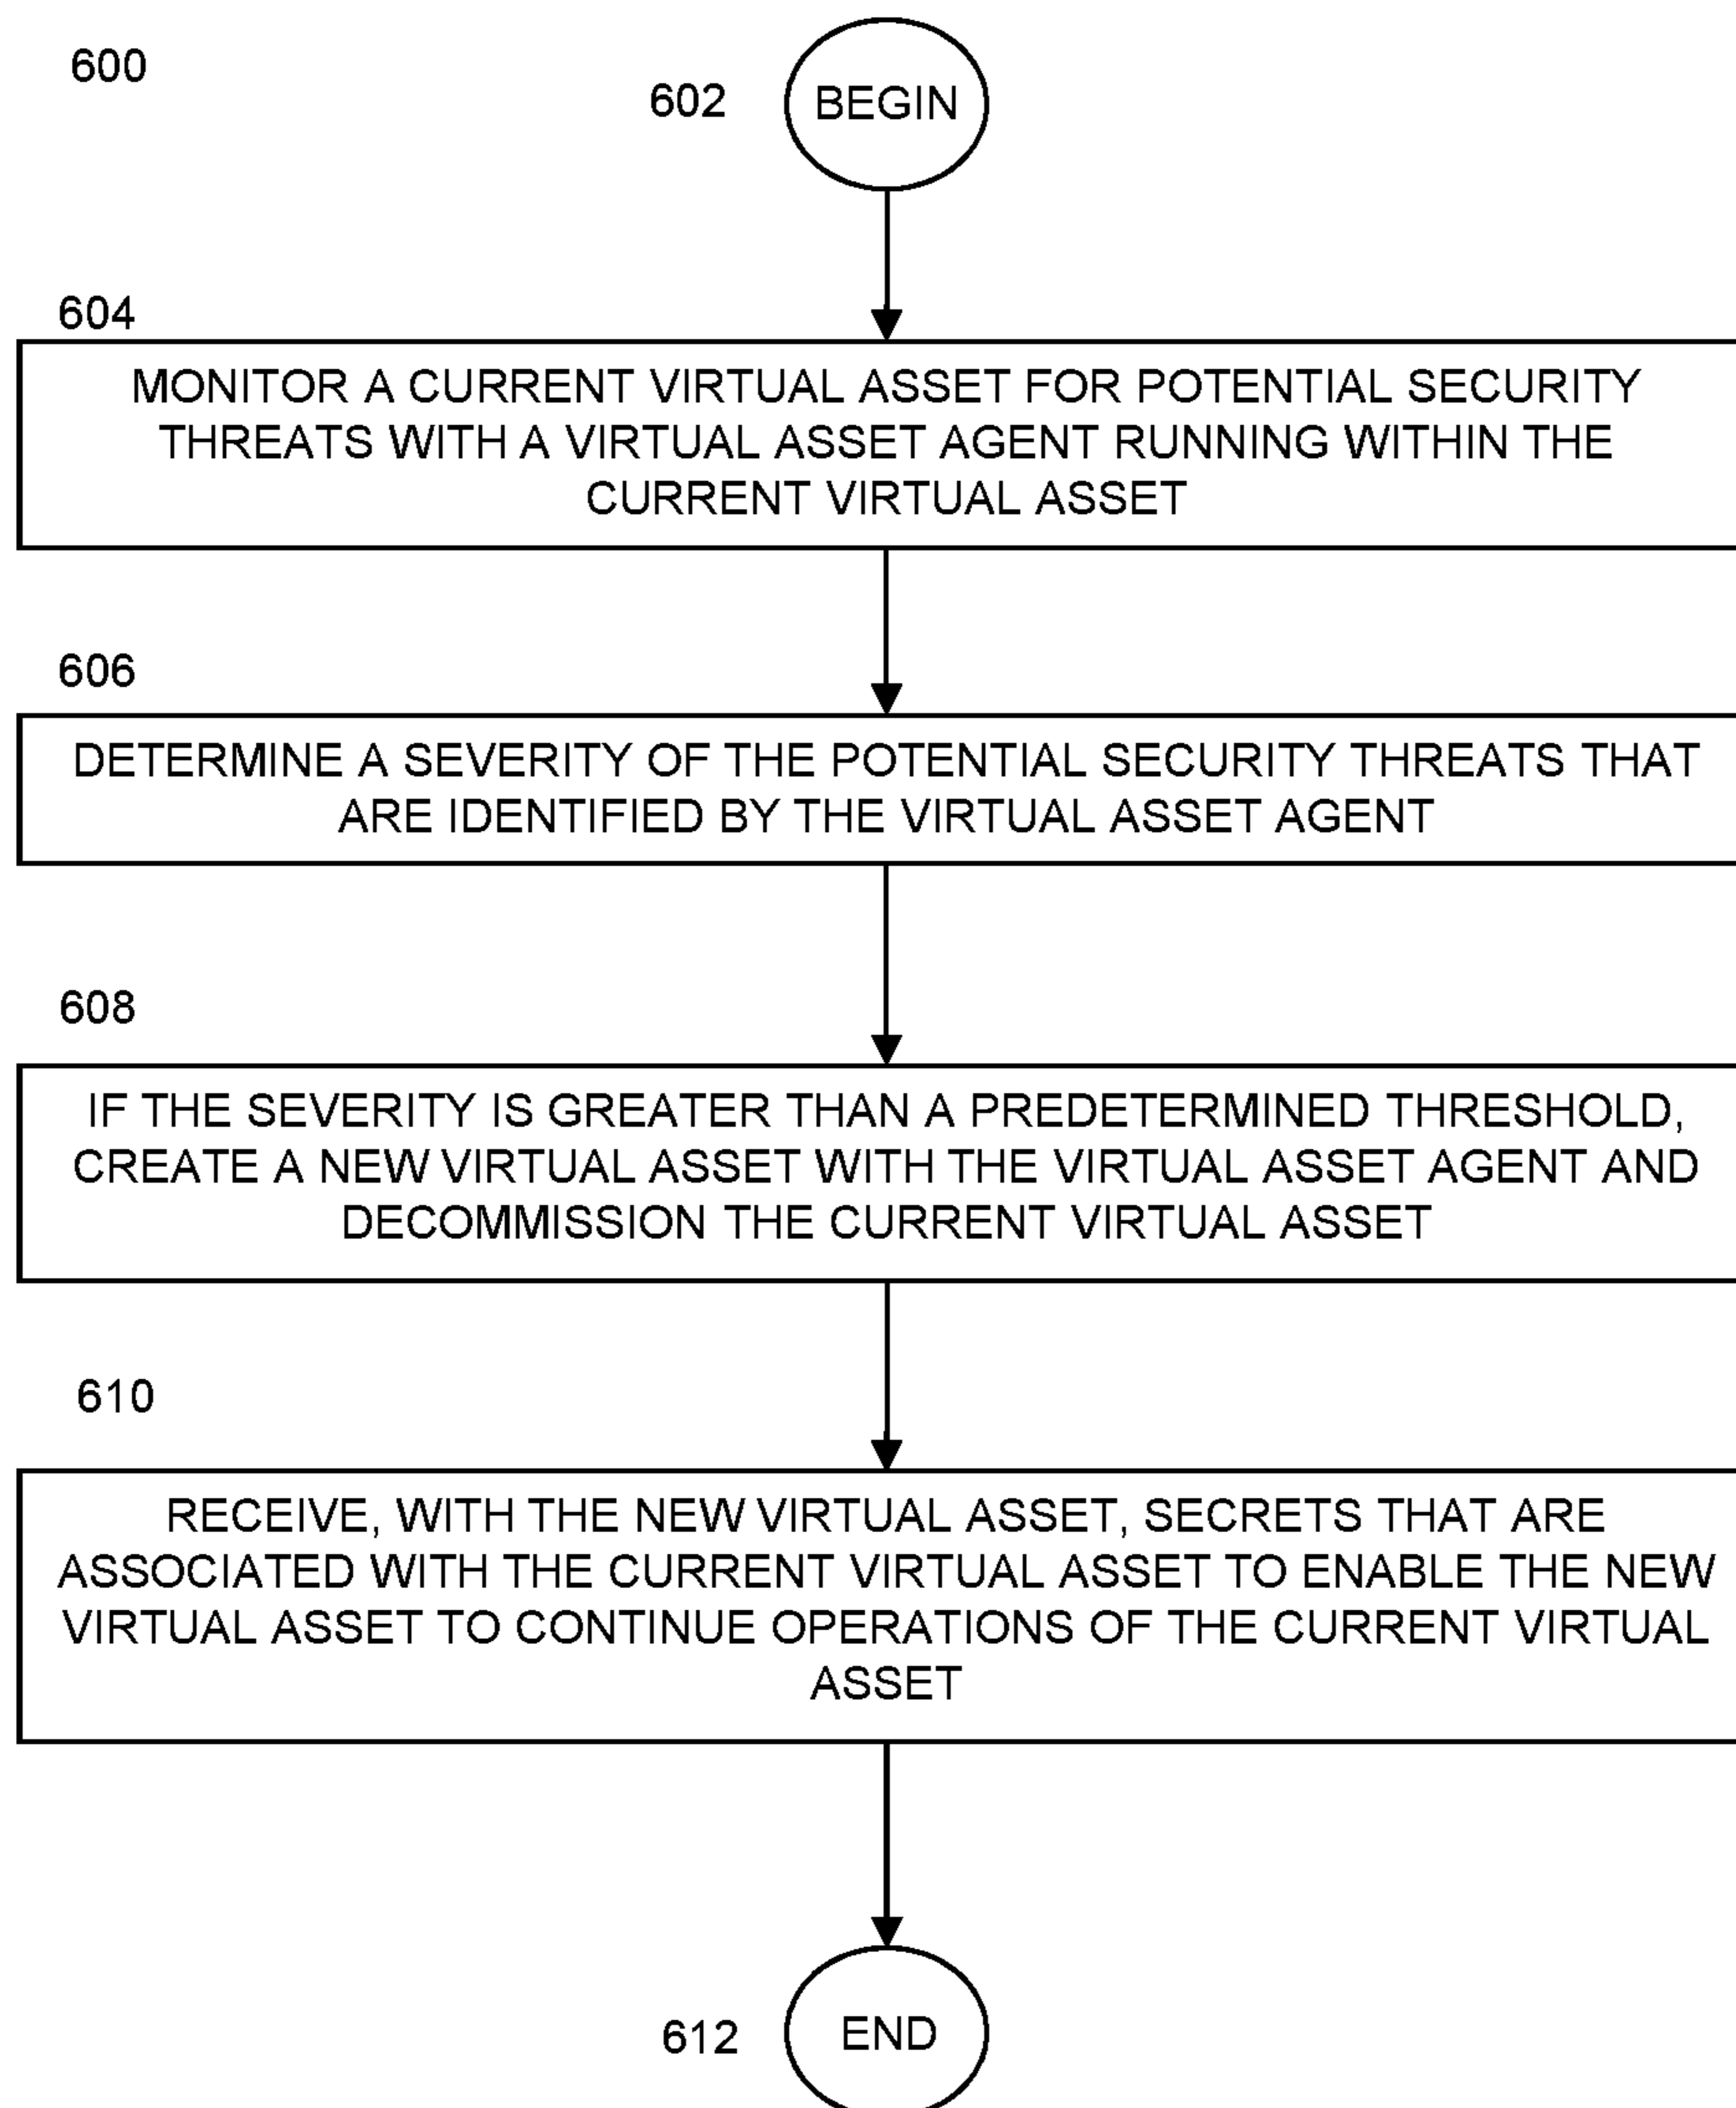 600
602
BEGIN
604
MONITOR A CURRENT VIRTUAL ASSET FOR POTENTIAL SECURITY
THREATS WITH A VIRTUAL ASSET AGENT RUNNING WITHIN THE
CURRENT VIRTUAL ASSET
606
DETERMINE A SEVERITY OF THE POTENTIAL SECURITY THREATS THAT
ARE IDENTIFIED BY THE VIRTUAL ASSET AGENT
608
IF THE SEVERITY IS GREATER THAN A PREDETERMINED THRESHOLD,
CREATE A NEW VIRTUAL ASSET WITH THE VIRTUAL ASSET AGENT AND
DECOMMISSION THE CURRENT VIRTUAL ASSET
610
RECEIVE, WITH THE NEW VIRTUAL ASSET, SECRETS THAT ARE
ASSOCIATED WITH THE CURRENT VIRTUAL ASSET TO ENABLE THE NEW
VIRTUAL ASSET TO CONTINUE OPERATIONS OF THE CURRENT VIRTUAL
ASSET
612
END